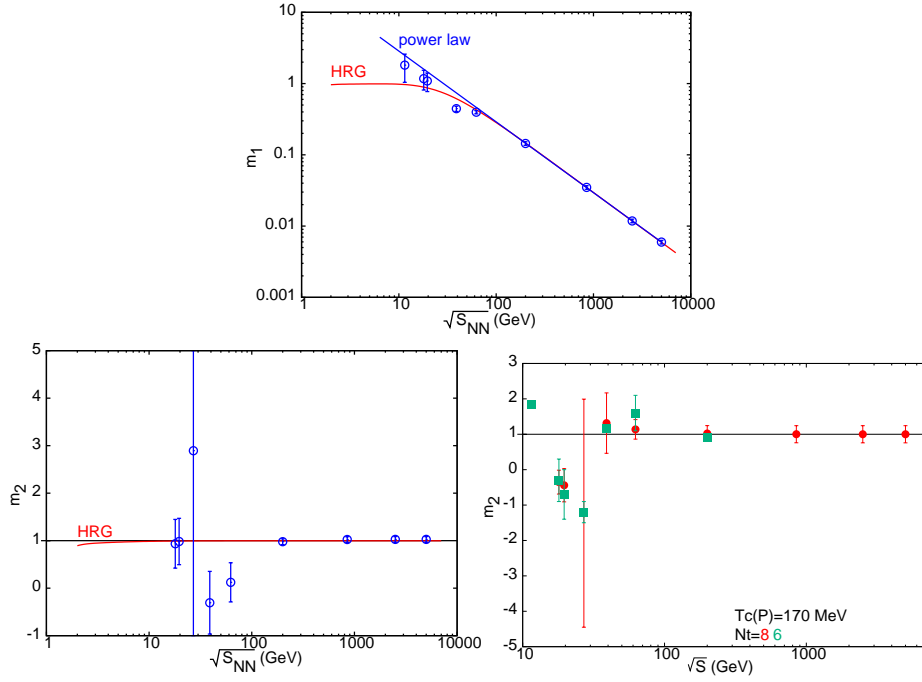 10
power law
HRG
1
m1
0.1
0.01
0.001
1 10 100 1000 10000
√SNN (GeV)
5
4
3
m2
2
HRG
1
0
-1
1 10 100 1000 10000
√SNN (GeV)
3
2
1
0
m2
-1
-2
-3
-4
Tc(P)=170 MeV
Nt=8 6
-5
10 100 1000
√S (GeV)